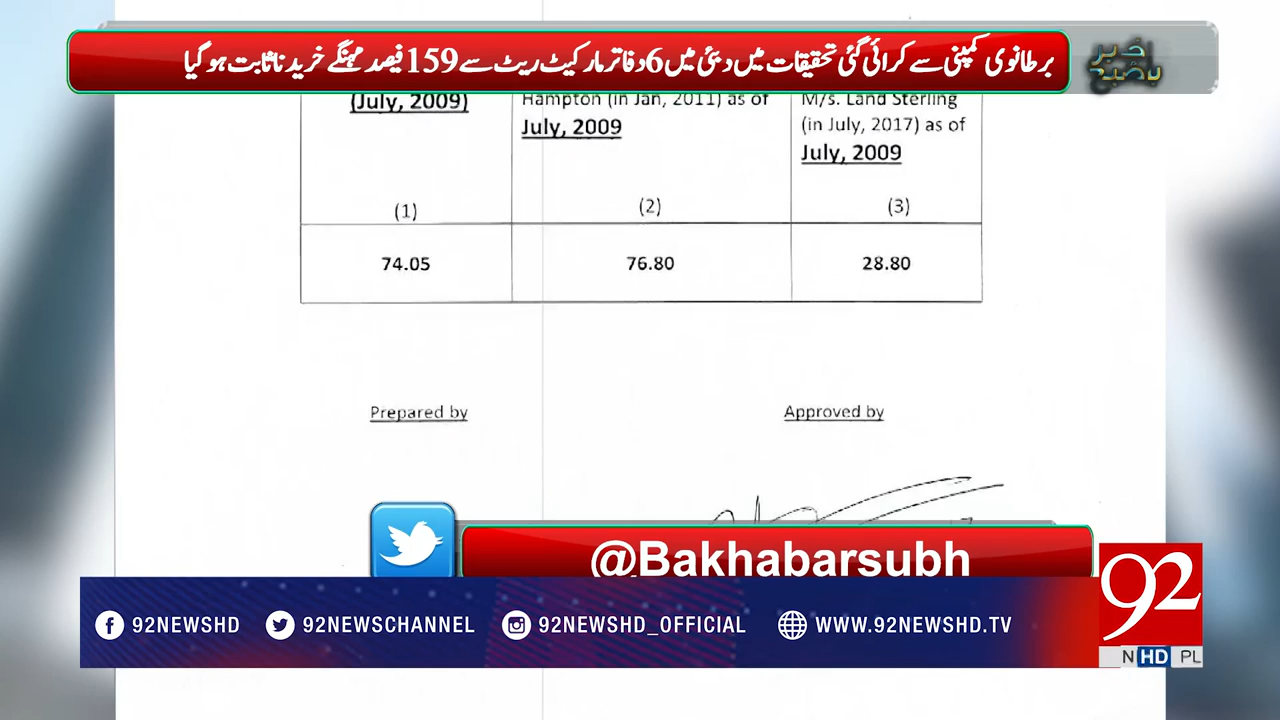 برطانوی کمپنی سے کرائی گئی تحقیقات میں دبئی میں 6 دفاتر مارکیٹ ریٹ سے 159 فیصد مہنگے خریدنا ثابت ہو گیا
باخبر
صبح
(July, 2009)
(1)
Hampton (in Jan, 2011) as of
July, 2009
(2)
M/s. Land Sterling
(in July, 2017) as of
July, 2009
(3)
74.05
76.80
28.80
Prepared by
Approved by
@Bakhabarsubh
92NEWSHD
92NEWSCHANNEL
92NEWSHD_OFFICIAL
WWW.92NEWSHD.TV
92
HD PL